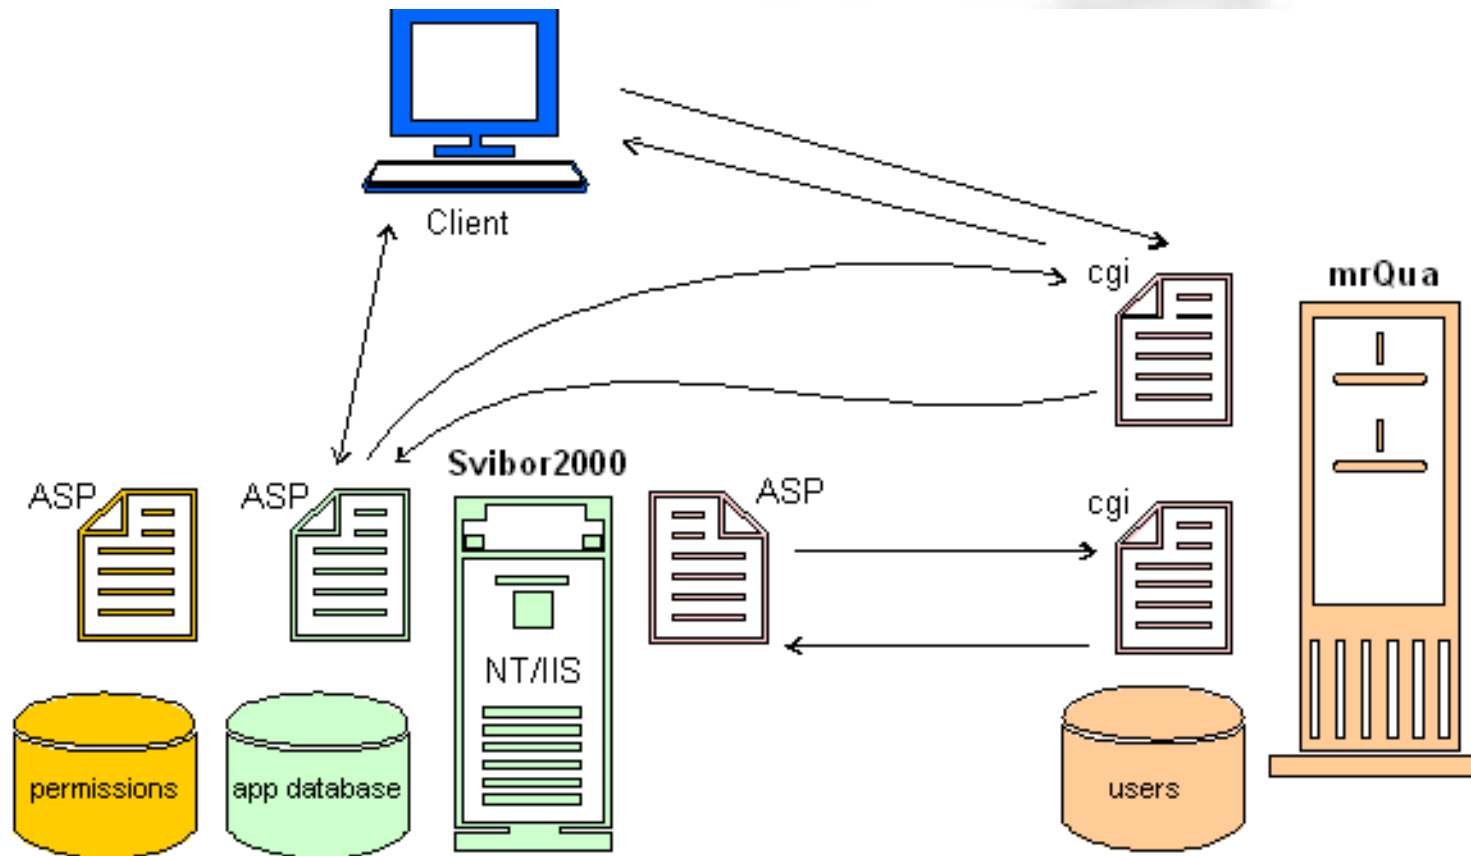 Client
cgi
mrQua
Svibor2000
ASP
ASP
ASP
cgi
NT/IIS
permissions
app database
users